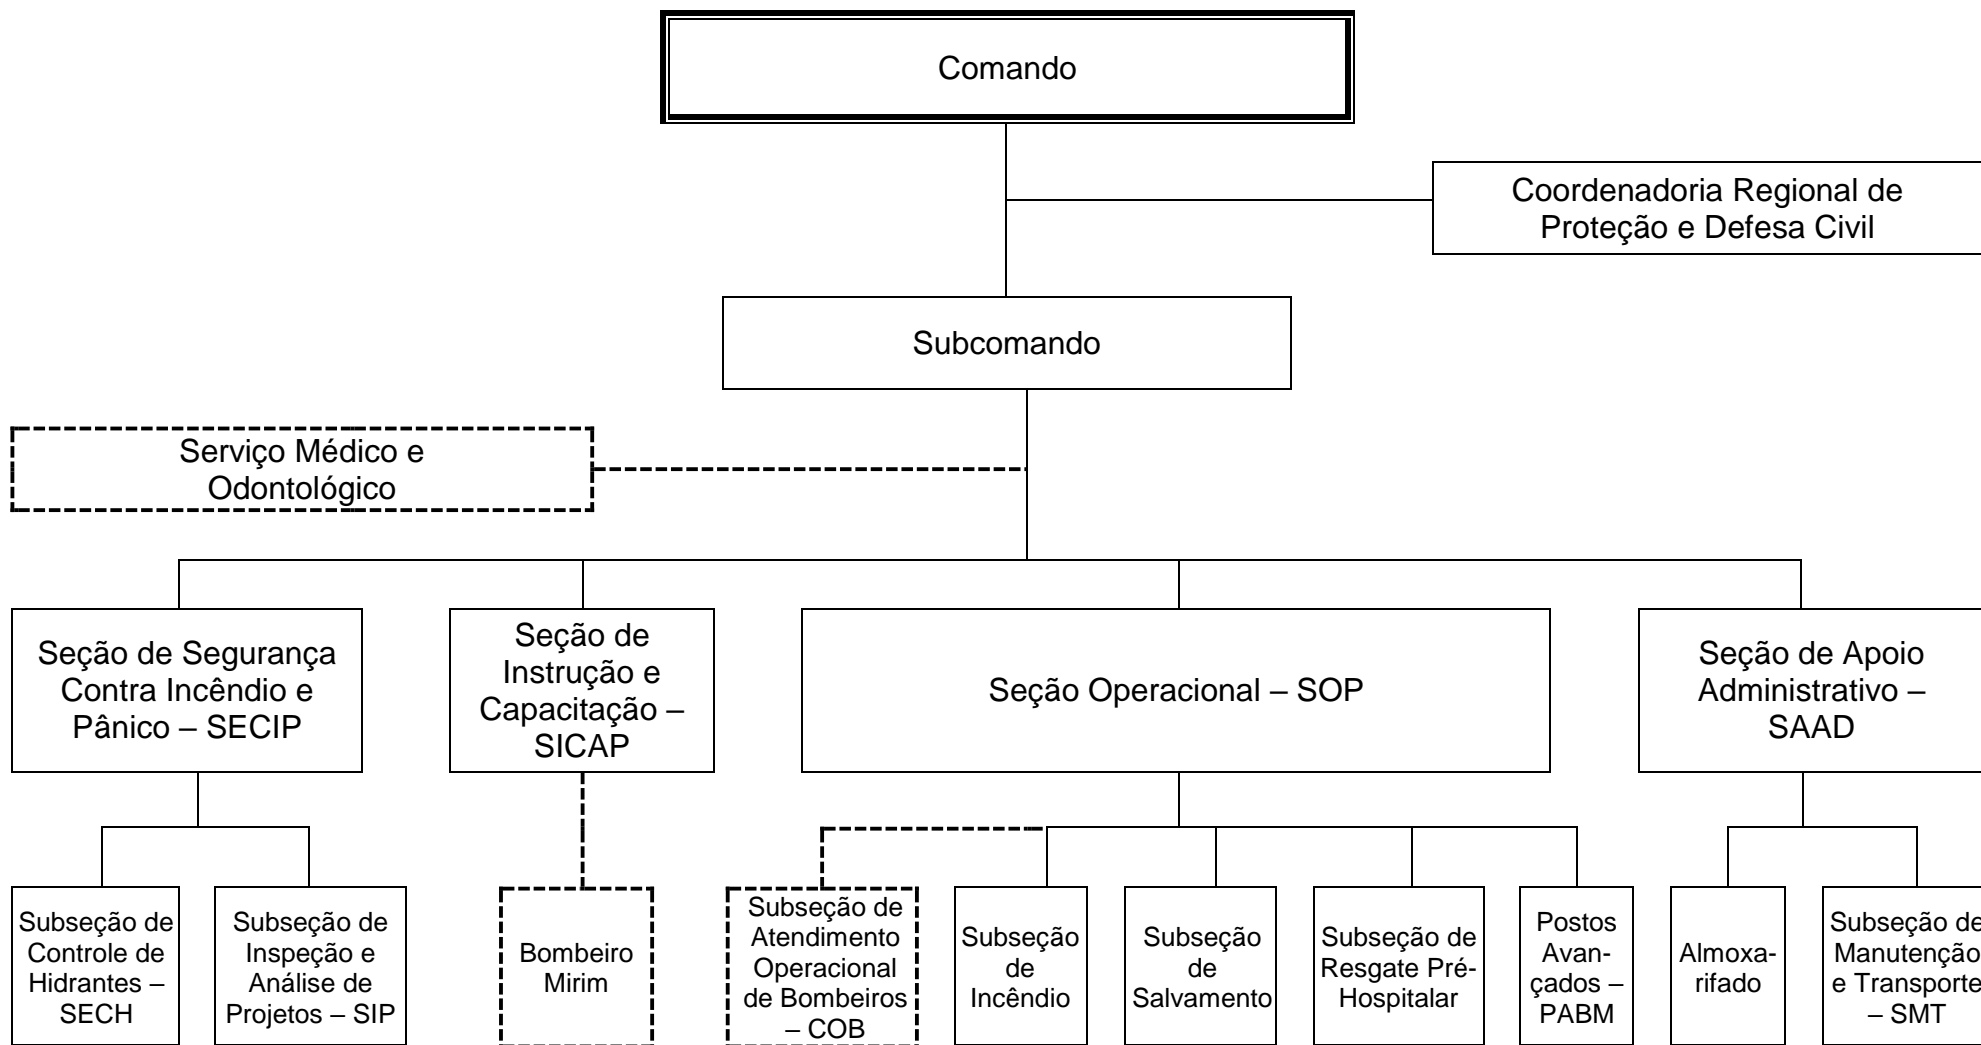 Comando
Coordenadoria Regional de
Proteção e Defesa Civil
Subcomando
Serviço Médico e
Odontológico
Seção de Segurança
Contra Incêndio e
Pânico – SECIP
Seção de
Instrução e
Capacitação –
SICAP
Seção Operacional – SOP
Seção de Apoio
Administrativo –
SAAD
Subseção de
Controle de
Hidrantes –
SECH
Subseção de
Inspeção e
Análise de
Projetos – SIP
Bombeiro
Mirim
Subseção de
Atendimento
Operacional
de Bombeiros
– COB
Subseção
de
Incêndio
Subseção
de
Salvamento
Subseção de
Resgate Pré-
Hospitalar
Postos
Avan-
çados –
PABM
Almoxa-
rifado
Subseção de
Manutenção
e Transporte
– SMT